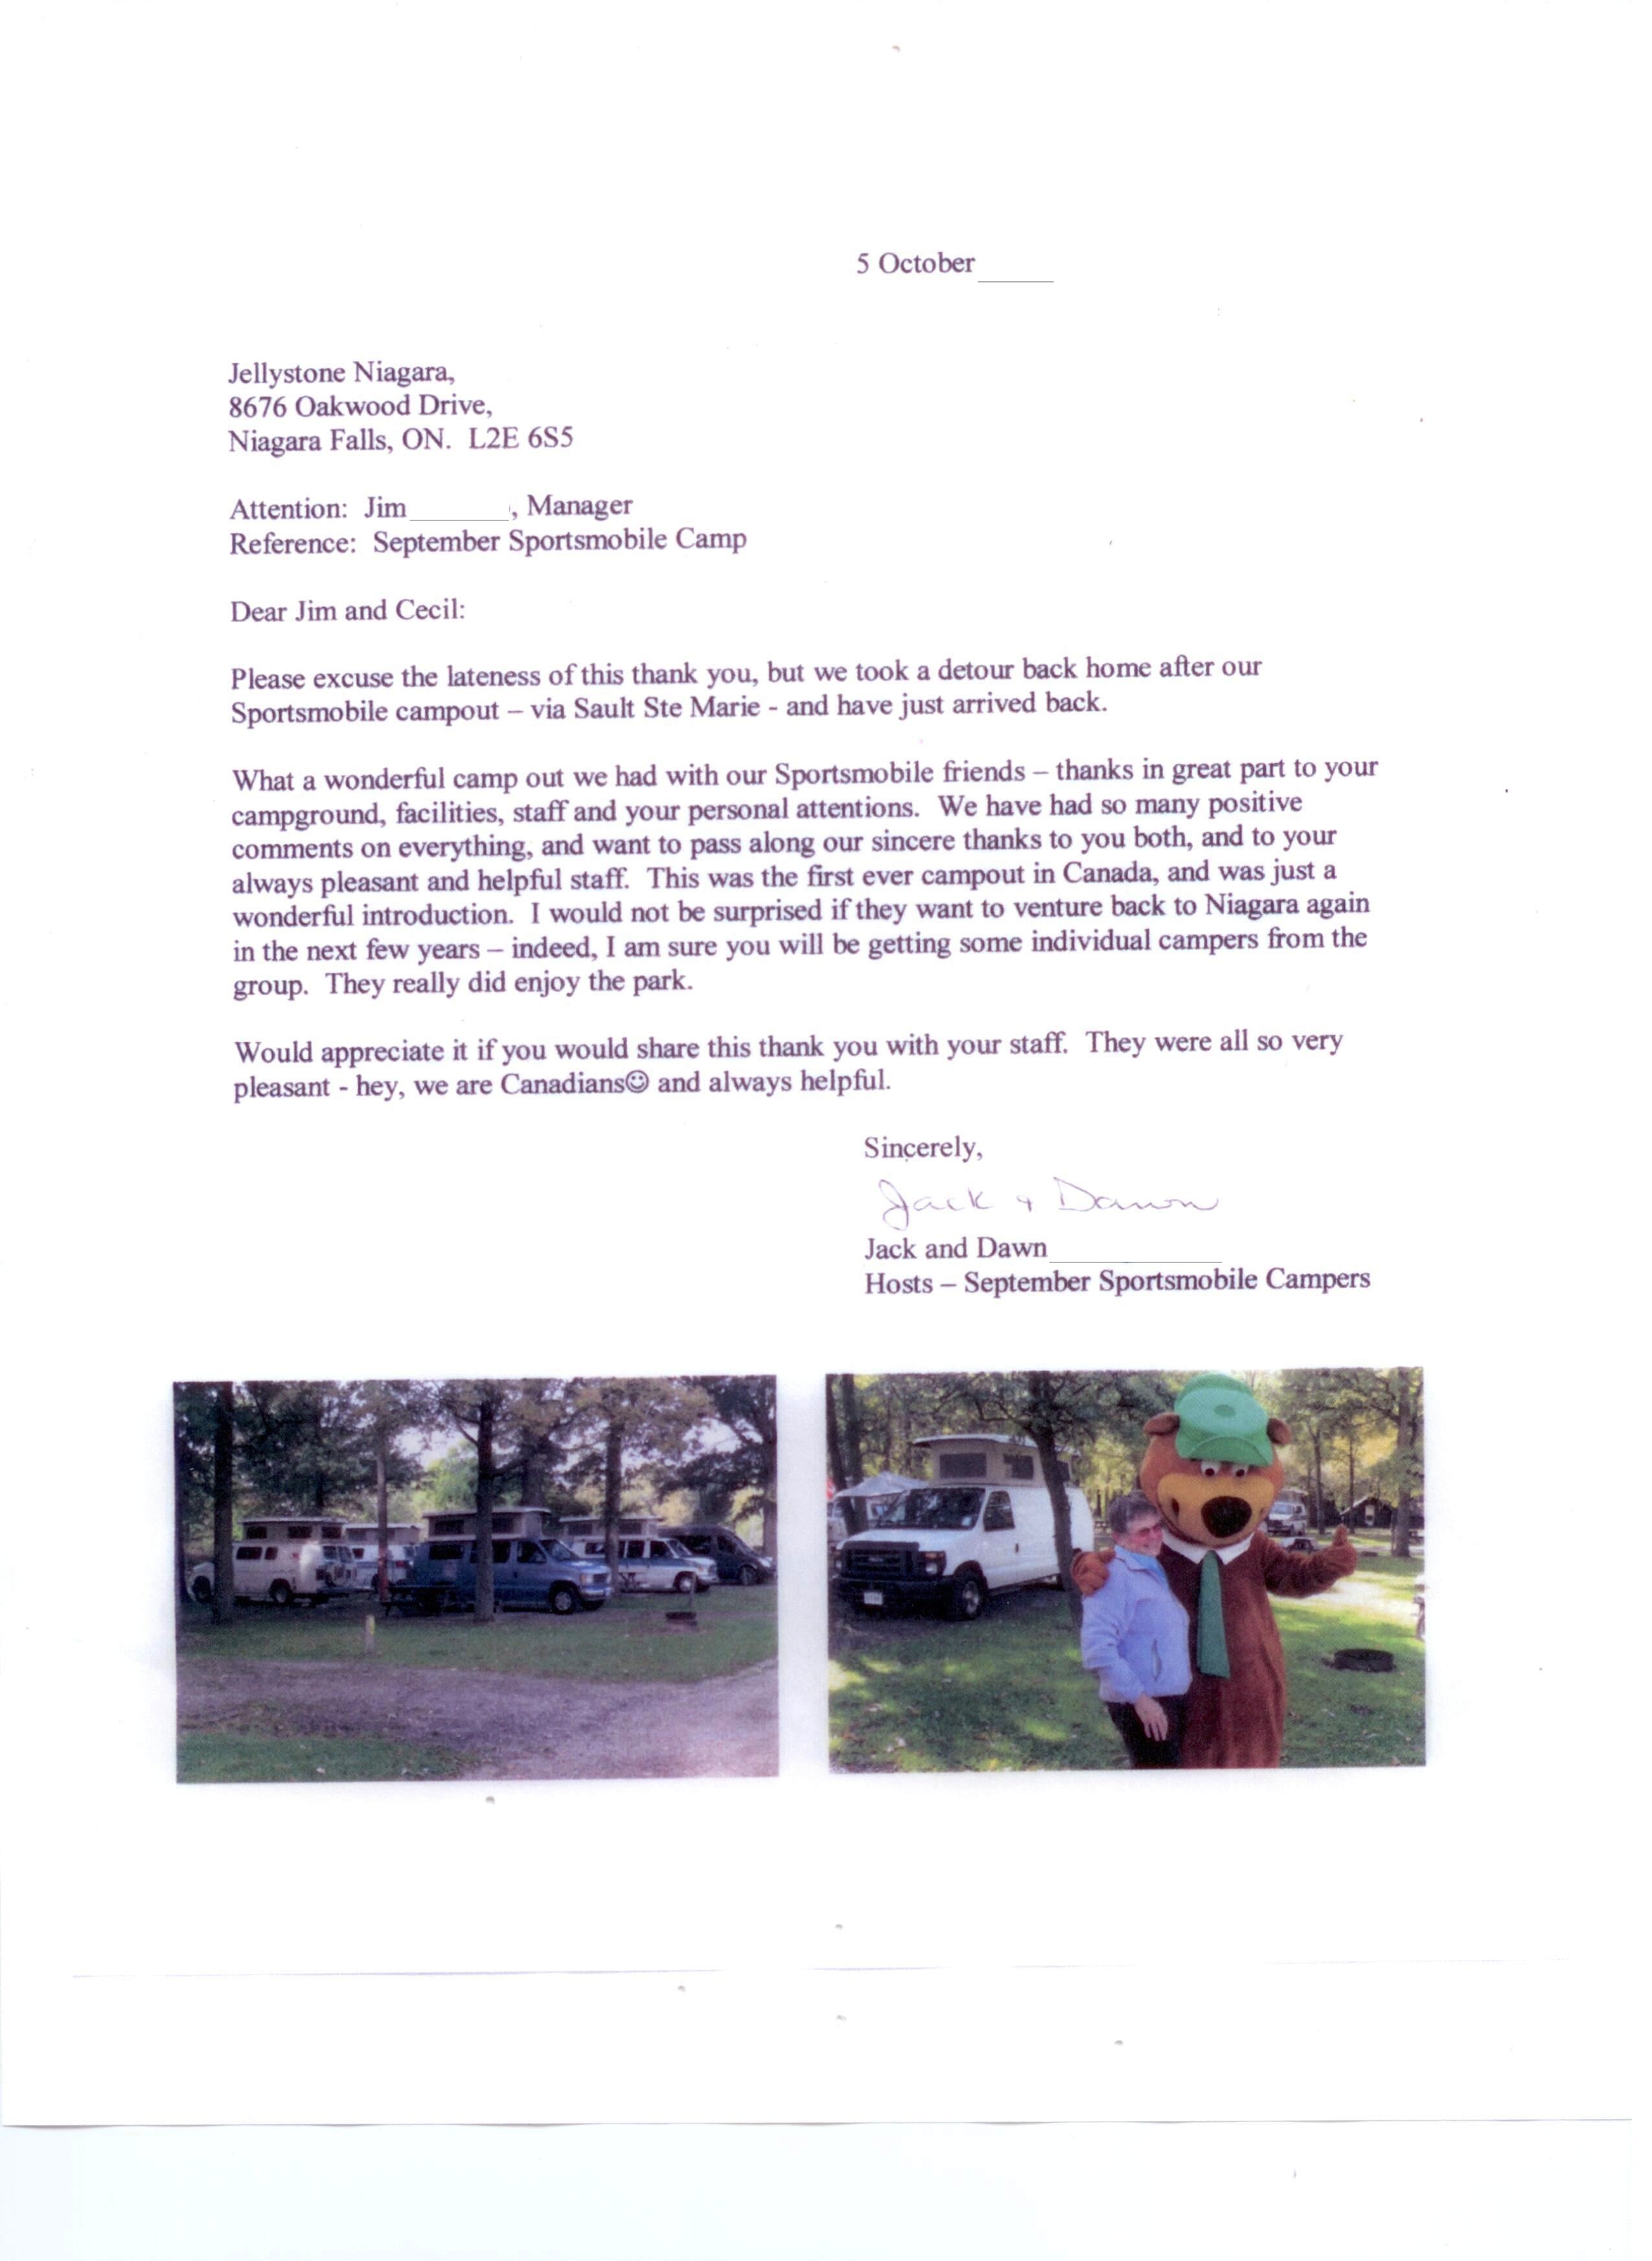 5 October
Jellystone Niagara,
8676 Oakwood Drive,
Niagara Falls, ON.  L2E 6S5
Attention:  Jim_______, Manager
Reference:  September Sportsmobile Camp
Dear Jim and Cecil:
Please excuse the lateness of this thank you, but we took a detour back home after our
Sportsmobile campout – via Sault Ste Marie - and have just arrived back.
What a wonderful camp out we had with our Sportsmobile friends – thanks in great part to your
campground, facilities, staff and your personal attentions.  We have had so many positive
comments on everything, and want to pass along our sincere thanks to you both, and to your
always pleasant and helpful staff.  This was the first ever campout in Canada, and was just a
wonderful introduction.  I would not be surprised if they want to venture back to Niagara again
in the next few years – indeed, I am sure you will be getting some individual campers from the
group.  They really did enjoy the park.
Would appreciate it if you would share this thank you with your staff.  They were all so very
pleasant - hey, we are Canadians☺ and always helpful.
Sincerely,
Jack & Dawn
Jack and Dawn
Hosts – September Sportsmobile Campers